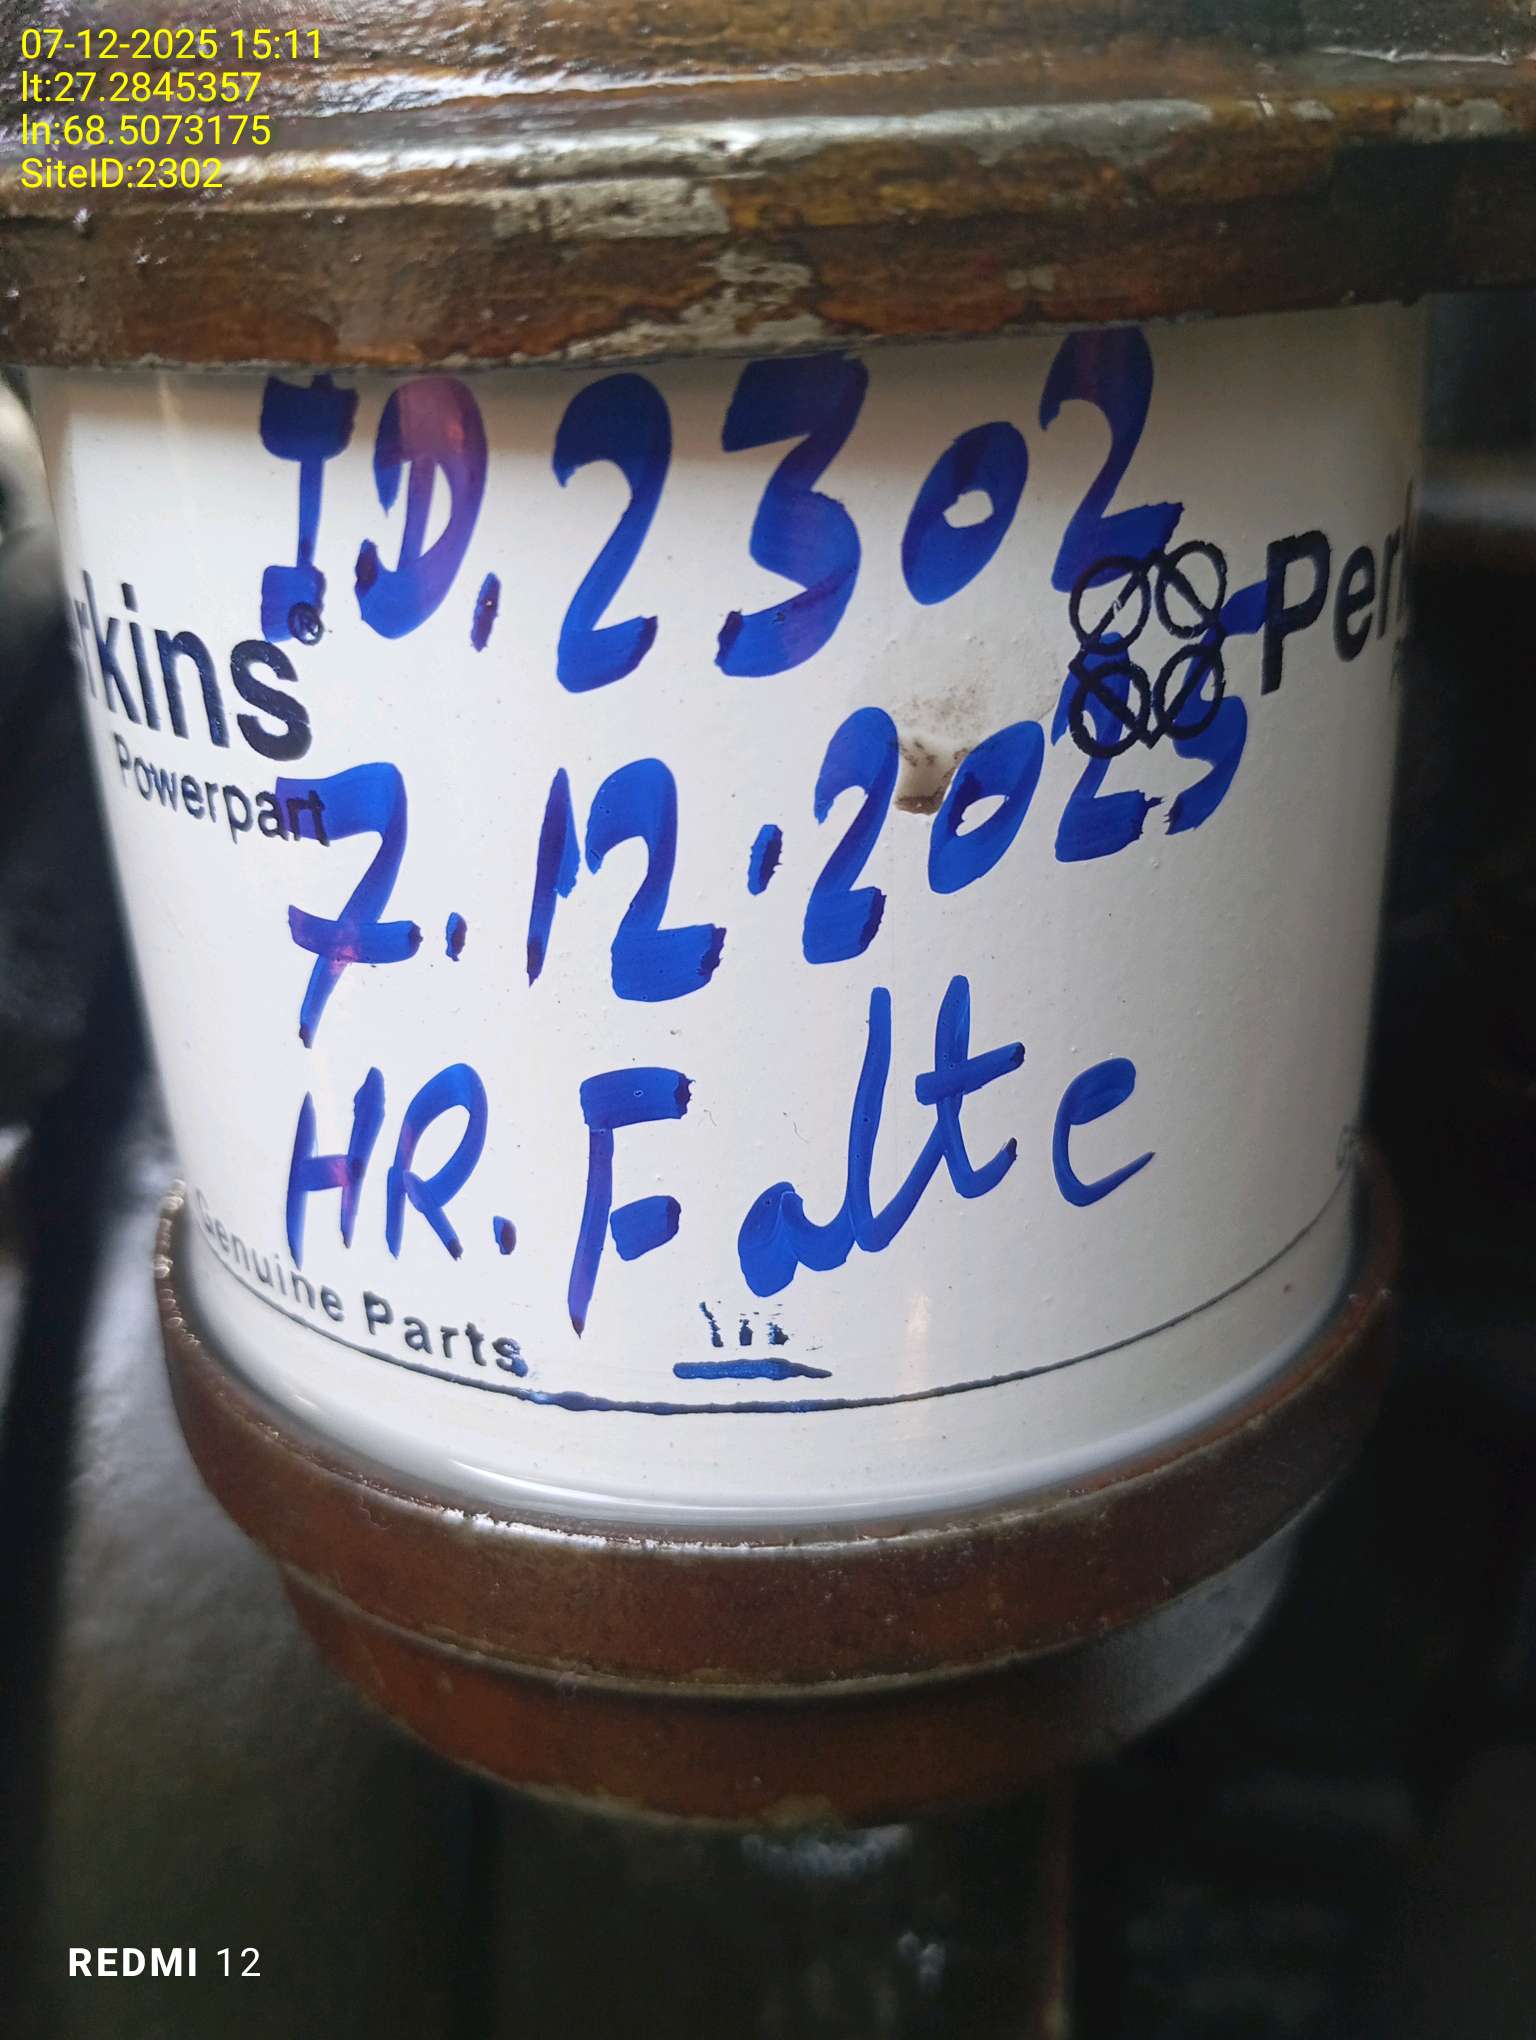 07-12-2025 15:11
lt:27.2845357
ln:68.5073175
SiteID:2302
ID.2302
rkins®
Powerpart
Per
7.12.2025
HR. Falte
Genuine Parts
REDMI 12